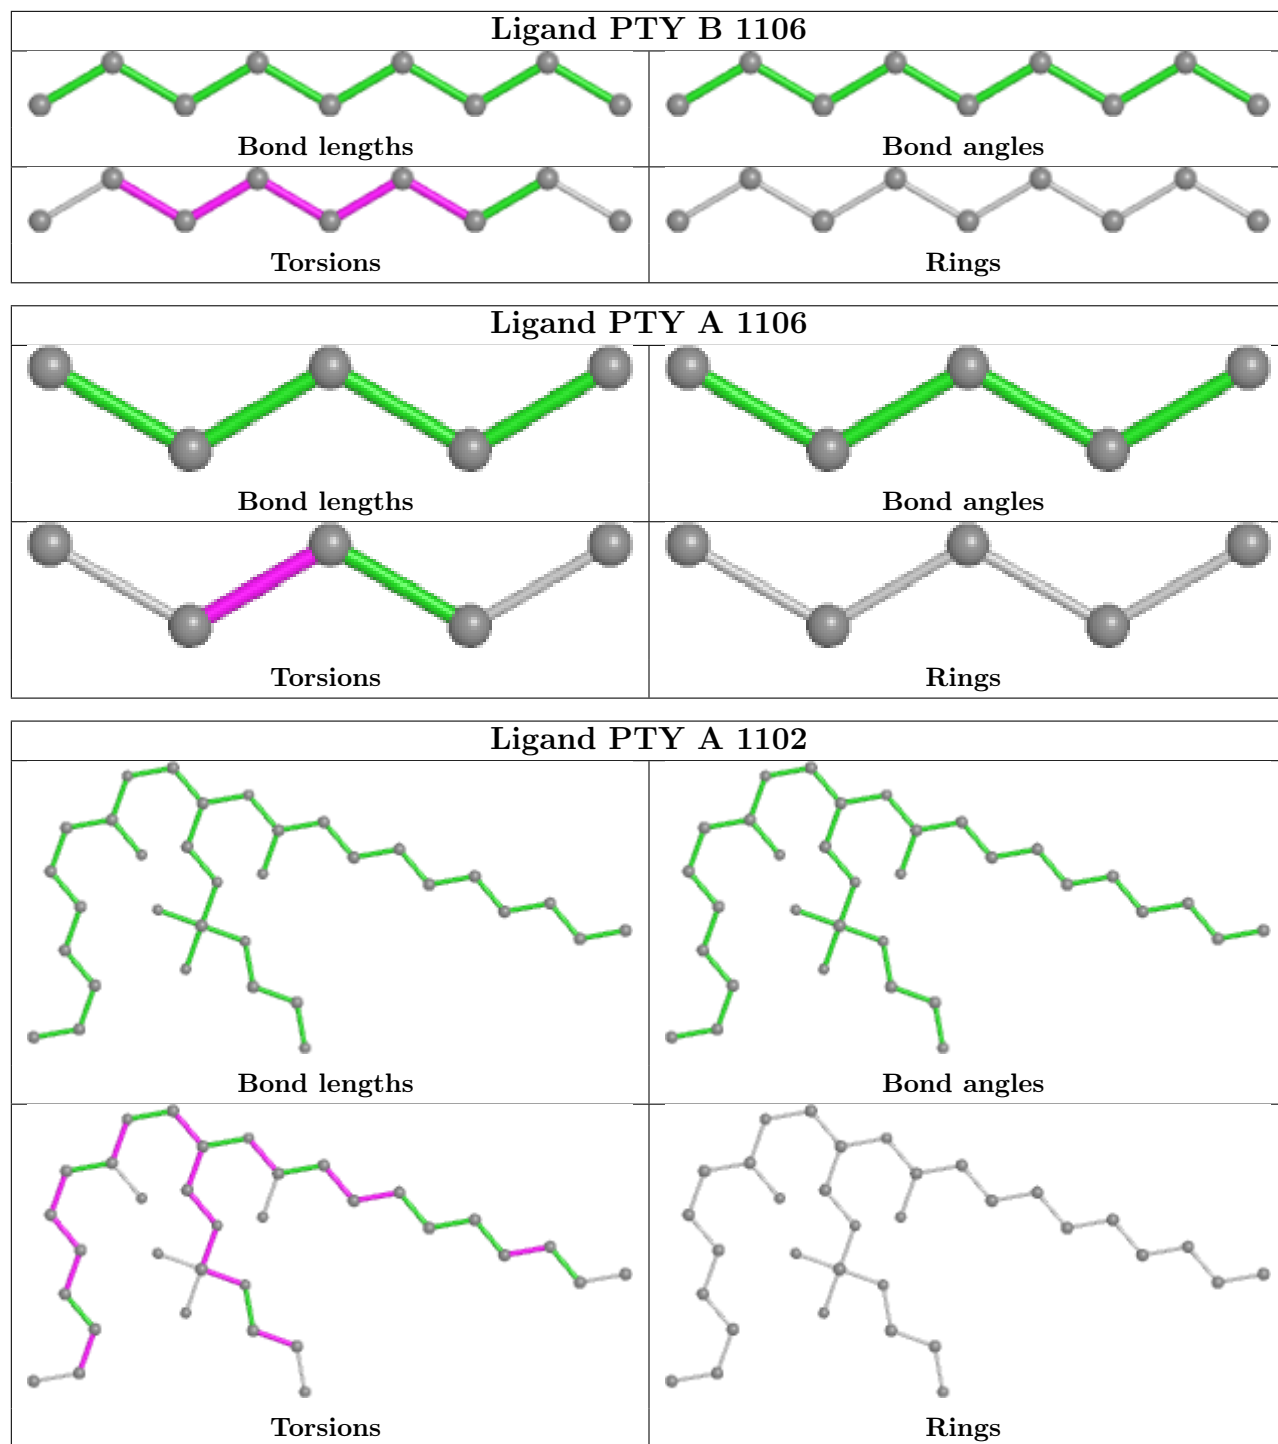 Ligand PTY B 1106
Bond lengths
Bond angles
Torsions
Rings
Ligand PTY A 1106
Bond lengths
Bond angles
Torsions
Rings
Ligand PTY A 1102
Bond lengths
Bond angles
Torsions
Rings